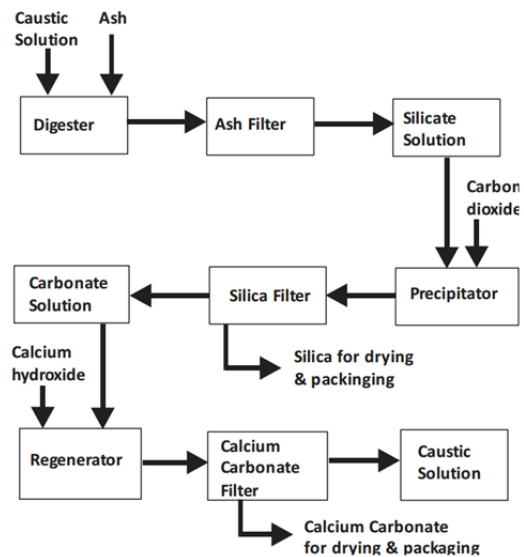 Caustic
Solution
Ash
Digester
Ash Filter
Silicate
Solution
Carbon
dioxide
Carbonate
Solution
Silica Filter
Precipitator
Silica for drying
& packinging
Calcium
hydroxide
Regenerator
Calcium
Carbonate
Filter
Caustic
Solution
Calcium Carbonate
for drying & packaging